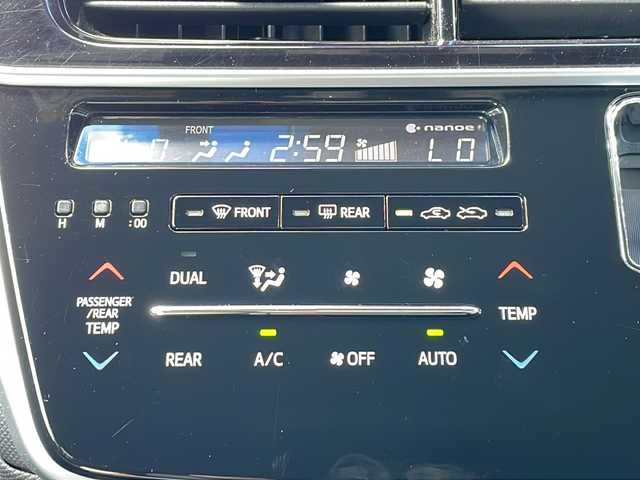 FRONT
nanoe
2:59 LO
H M :00
FRONT REAR
DUAL
PASSENGER
/REAR
TEMP
TEMP
REAR A/C OFF AUTO